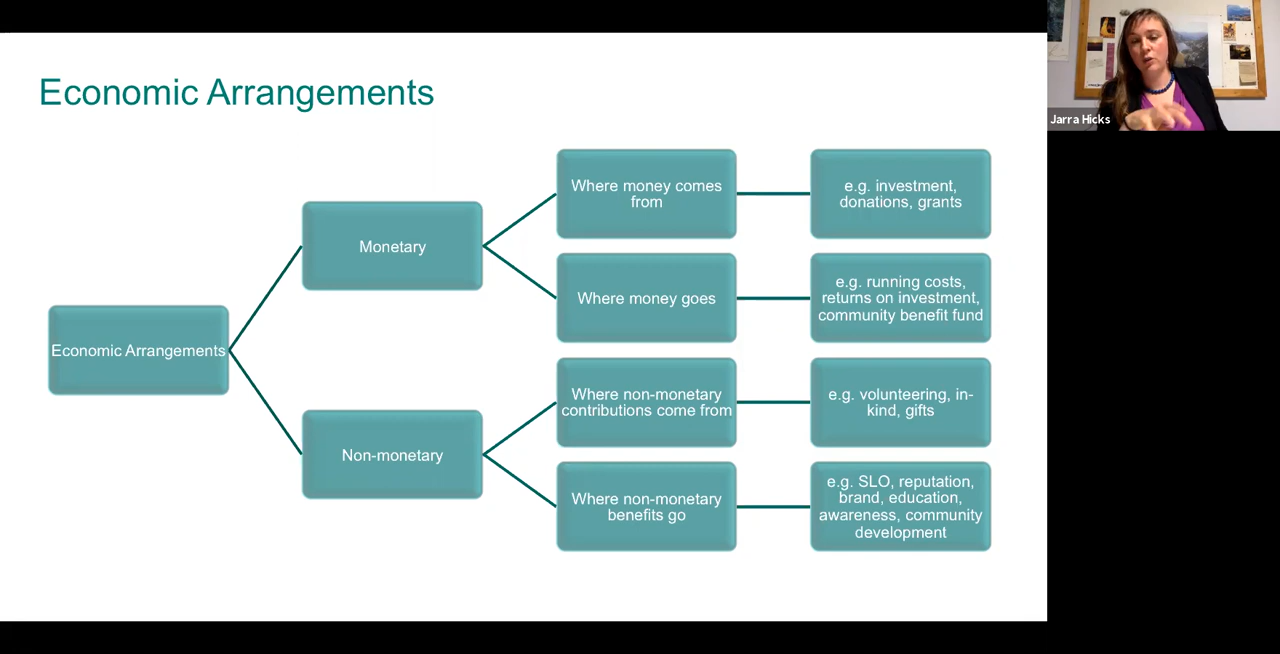 Economic Arrangements
Jarra Hicks
Economic Arrangements
Monetary
Non-monetary
Where money comes
from
e.g. investment,
donations, grants
Where money goes
e.g. running costs,
returns on investment,
community benefit fund
Where non-monetary
contributions come from
e.g. volunteering, in-
kind, gifts
Where non-monetary
benefits go
e.g. SLO, reputation,
brand, education,
awareness, community
development